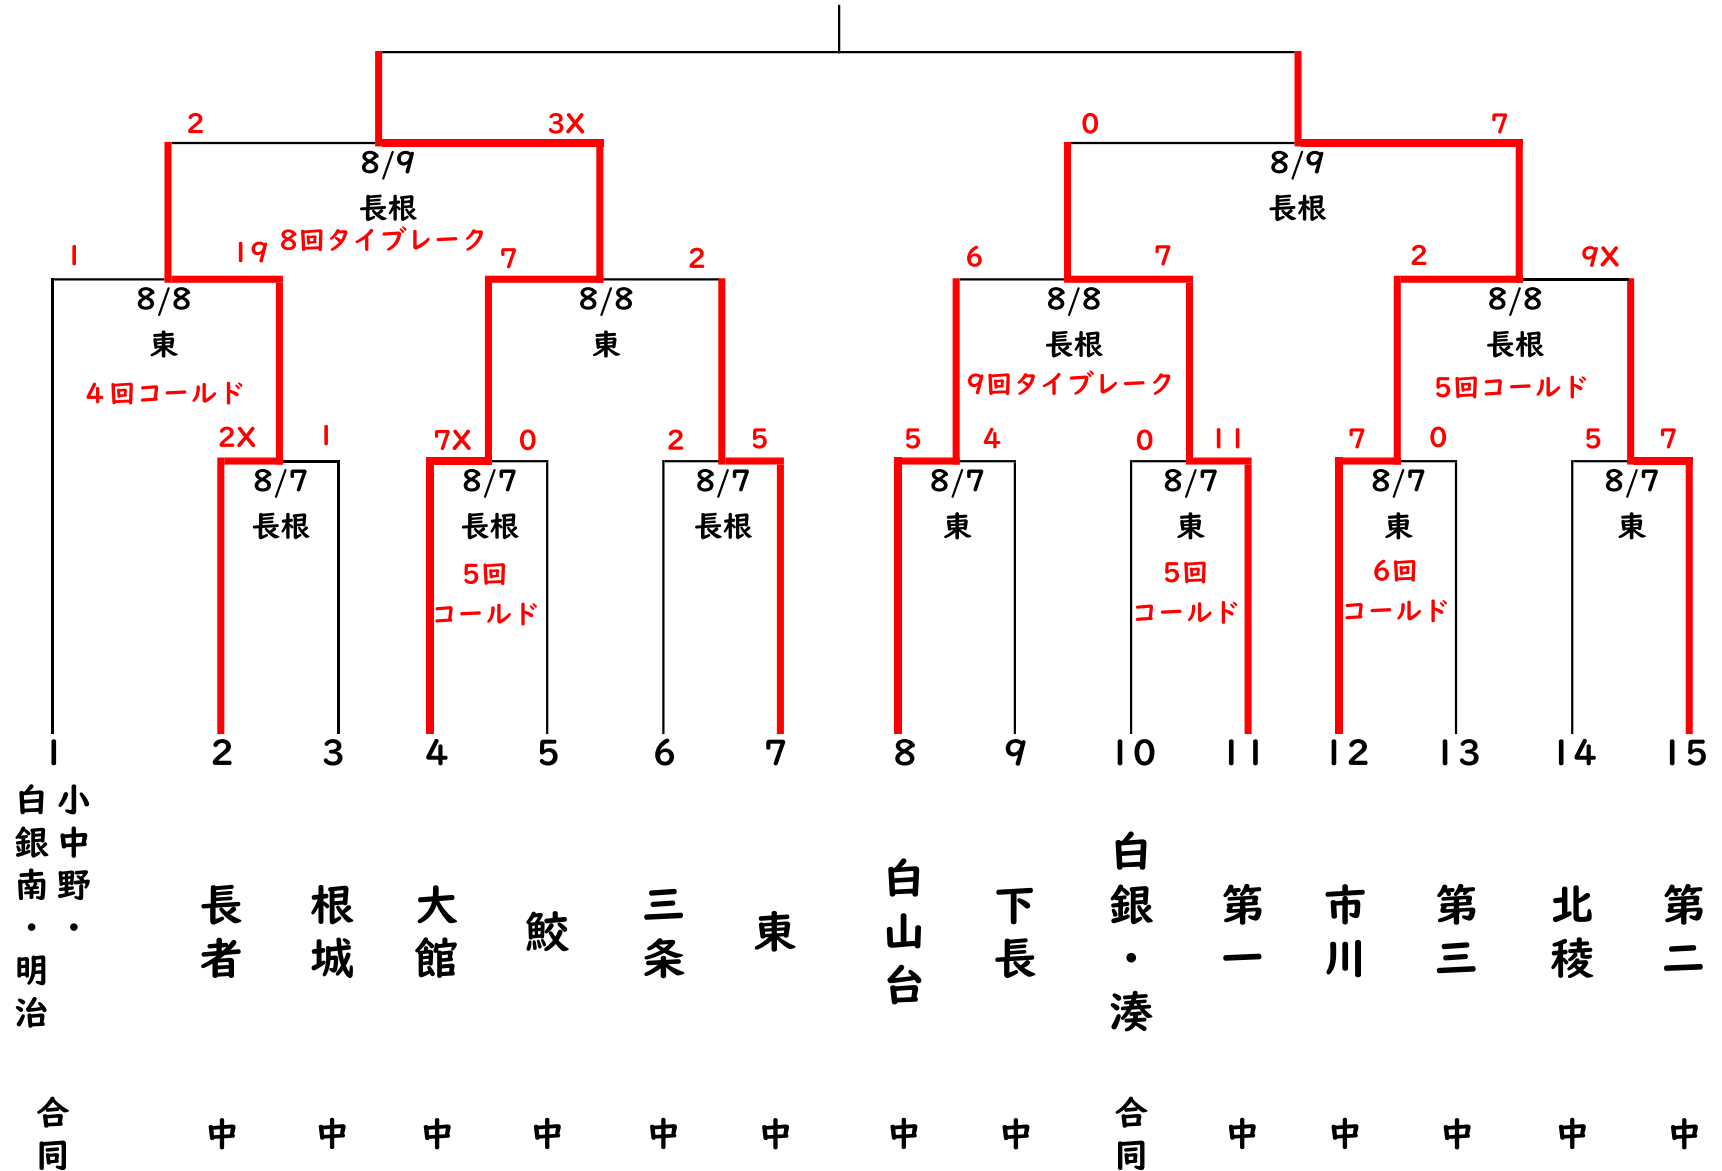 2 3X 0 7
8/9 8/9
長根 長根
8回タイブレーク
1 19 7 2 6 7 2 9X
8/8 8/8 8/8 8/8
東 東 長根 長根
4回コールド 9回タイブレーク 5回コールド
2X 1 7X 0 2 5 5 4 0 11 7 0 5 7
8/7 8/7 8/7 8/7 8/7 8/7 8/7
長根 長根 長根 東 東 東 東
5回 5回 6回
コールド コールド コールド
1 2 3 4 5 6 7 8 9 10 11 12 13 14 15
小中野・
白銀南・明治
合同
長者
中
根城
中
大館
中
鮫
中
三条
中
東
中
白山台
中
下長
中
白銀・湊
合同
第一
中
市川
中
第三
中
北稜
中
第二
中